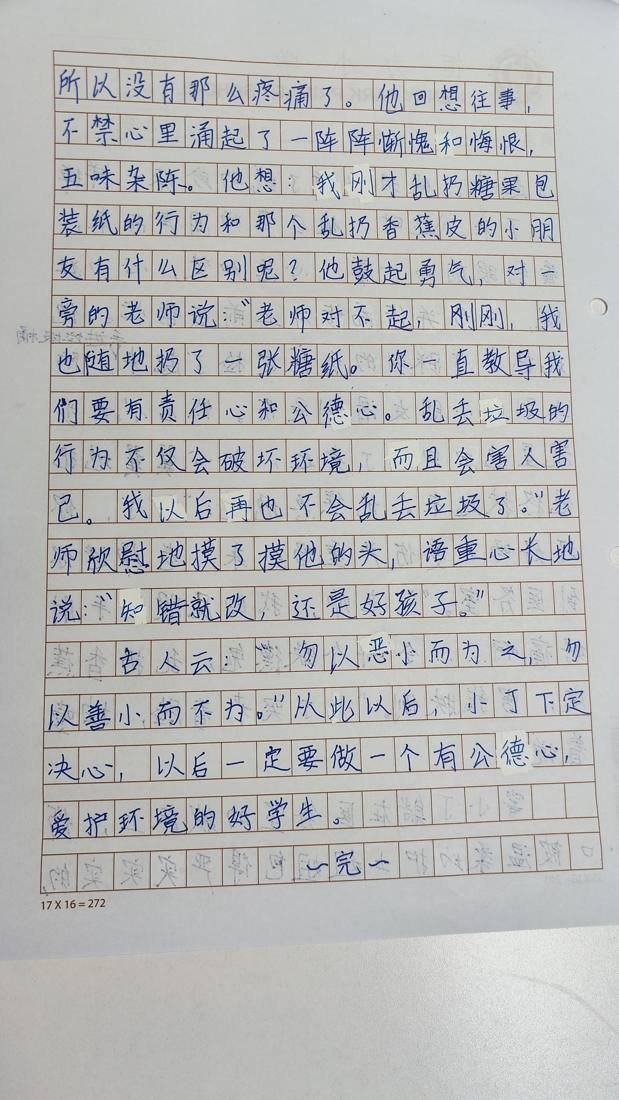 所以没有那么疼痛了。他回想往事，
不禁心里涌起了一阵阵惭愧和悔恨，
五味杂陈。他想：我刚才乱扔糖果包
装纸的行为和那个乱扔香蕉皮的小朋
友有什么区别呢？他鼓起勇气，对一
旁的老师说：“老师对不起，刚刚，我
也随地扔了一张糖纸。你一直教导我
们要有责任心和公德心。乱丢垃圾的
行为不仅会破坏环境，而且会害人害
己。我以后再也不会乱丢垃圾了。”老
师欣慰地摸了摸他的头，语重心长地
说：“知错就改，还是好孩子。”
古人云：“勿以恶小而为之，勿
以善小而不为。”从此以后，小丁下定
决心，以后一定要做一个有公德心，
爱护环境的好学生。
~完~
17 X 16 = 272